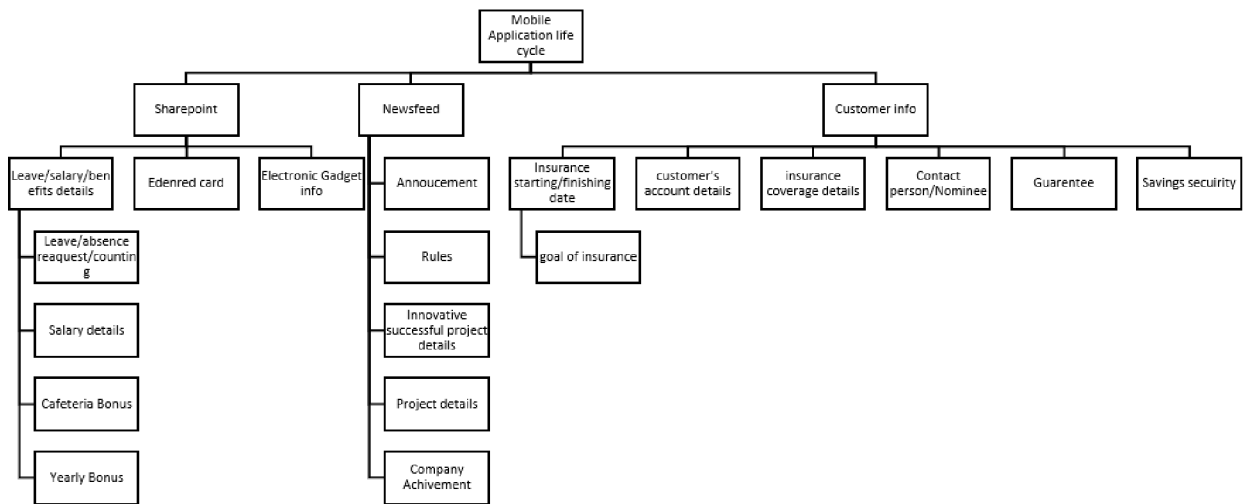 Mobile
Application life
cycle
Sharepoint
Newsfeed
Customer info
Leave/salary/ben
efits details
Edenred card
Electronic Gadget
info
Annoucement
Insurance
starting/finishing
date
customer's
account details
insurance
coverage details
Contact
person/Nominee
Guarentee
Savings secuirity
Leave/absence
reaquest/countin
g
Rules
goal of insurance
Salary details
Innovative
successful project
details
Cafeteria Bonus
Project details
Yearly Bonus
Company
Achivement